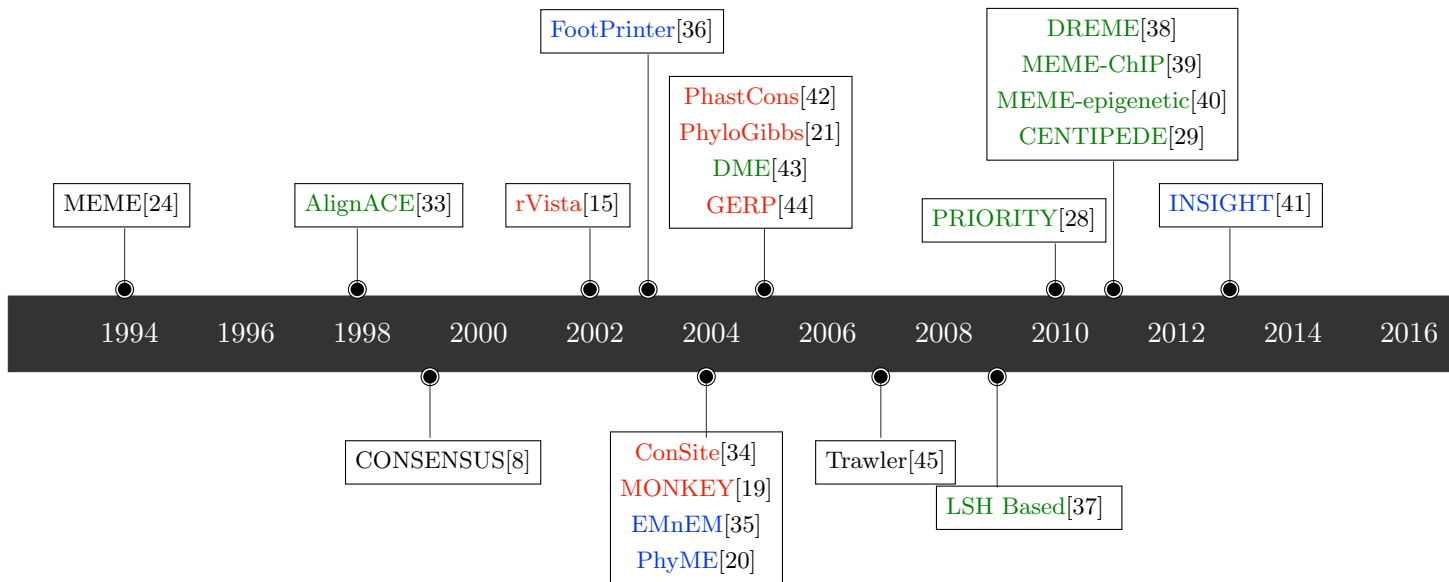 FootPrinter[36]
DREME[38]
MEME-ChIP[39]
MEME-epigenetic[40]
CENTIPEDE[29]
PhastCons[42]
PhyloGibbs[21]
DME[43]
GERP[44]
MEME[24]
AlignACE[33]
rVista[15]
PRIORITY[28]
INSIGHT[41]
1994 1996 1998 2000 2002 2004 2006 2008 2010 2012 2014 2016
CONSENSUS[8]
ConSite[34]
MONKEY[19]
EMnEM[35]
PhyME[20]
Trawler[45]
LSH Based[37]